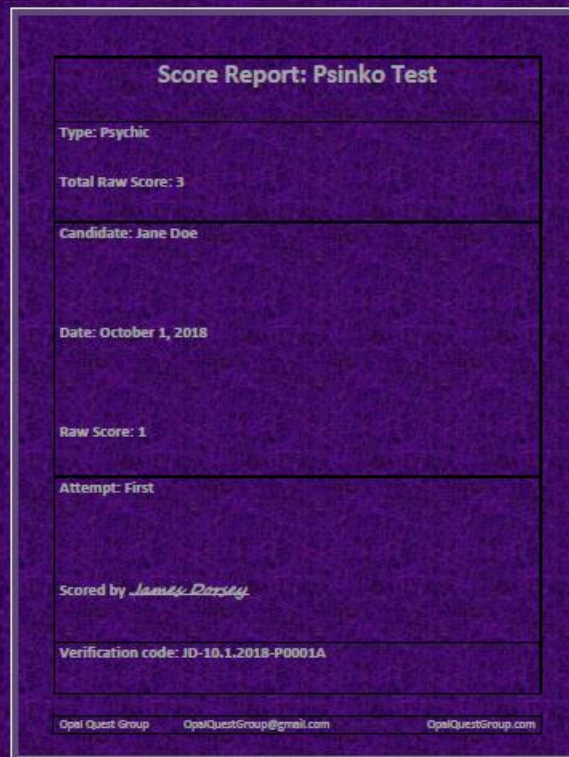 Score Report: Psinko Test
Type: Psychic
Total Raw Score: 3
Candidate: Jane Doe
Date: October 1, 2018
Raw Score: 1
Attempt: First
Scored by James Dorsey
Verification code: JD-10.1.2018-P0001A
Opal Quest Group OpalQuestGroup@gmail.com OpalQuestGroup.com